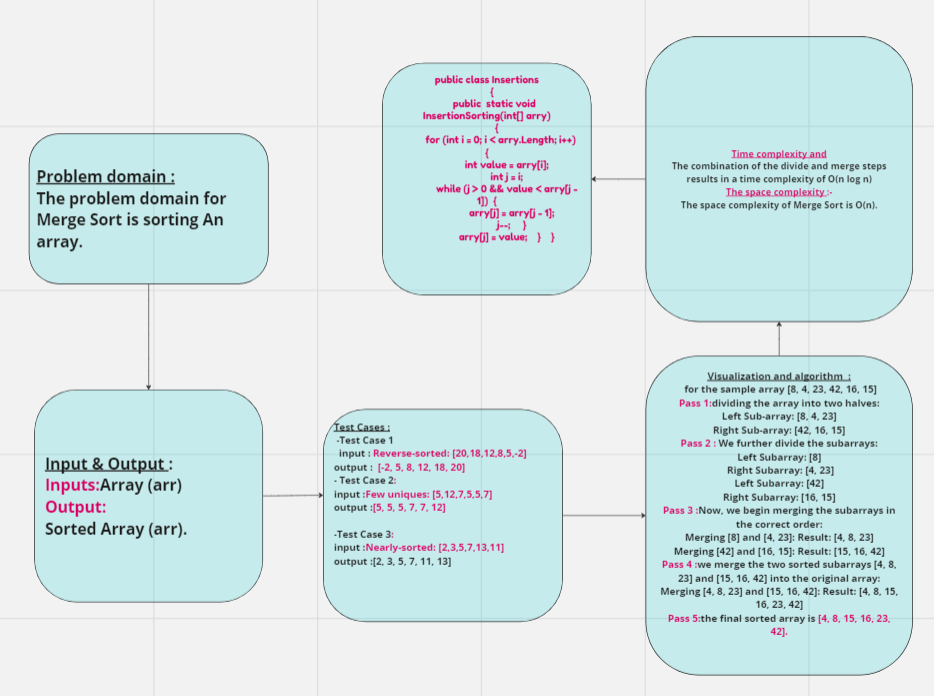 Problem domain :
The problem domain for
Merge Sort is sorting An
array.
Input & Output :
Inputs:Array (arr)
Output:
Sorted Array (arr).
Test Cases :
-Test Case 1
input : Reverse-sorted: [20,18,12,8,5,-2]
output : [-2, 5, 8, 12, 18, 20]
- Test Case 2:
input :Few uniques: [5,12,7,5,5,7]
output :[5, 5, 5, 7, 7, 12]
-Test Case 3:
input :Nearly-sorted: [2,3,5,7,13,11]
output :[2, 3, 5, 7, 11, 13]
Visualization and algorithm :
for the sample array [8, 4, 23, 42, 16, 15]
Pass 1:dividing the array into two halves:
Left Sub-array: [8, 4, 23]
Right Sub-array: [42, 16, 15]
Pass 2 : We further divide the subarrays:
Left Subarray: [8]
Right Subarray: [4, 23]
Left Subarray: [42]
Right Subarray: [16, 15]
Pass 3 :Now, we begin merging the subarrays in
the correct order:
Merging [8] and [4, 23]: Result: [4, 8, 23]
Merging [42] and [16, 15]: Result: [15, 16, 42]
Pass 4 :we merge the two sorted subarrays [4, 8,
23] and [15, 16, 42] into the original array:
Merging [4, 8, 23] and [15, 16, 42]: Result: [4, 8, 15,
16, 23, 42]
Pass 5:the final sorted array is [4, 8, 15, 16, 23,
42].
Time complexity and
The combination of the divide and merge steps
results in a time complexity of O(n log n)
The space complexity :-
The space complexity of Merge Sort is O(n).
public class Insertions
{
public static void
InsertionSorting(int[] arry)
{
for (int i = 0; i < arry.Length; i++)
{
int value = arry[i];
int j = i;
while (j > 0 && value < arry[j -
1]) {
arry[j] = arry[j - 1];
j--; }
arry[j] = value; } }